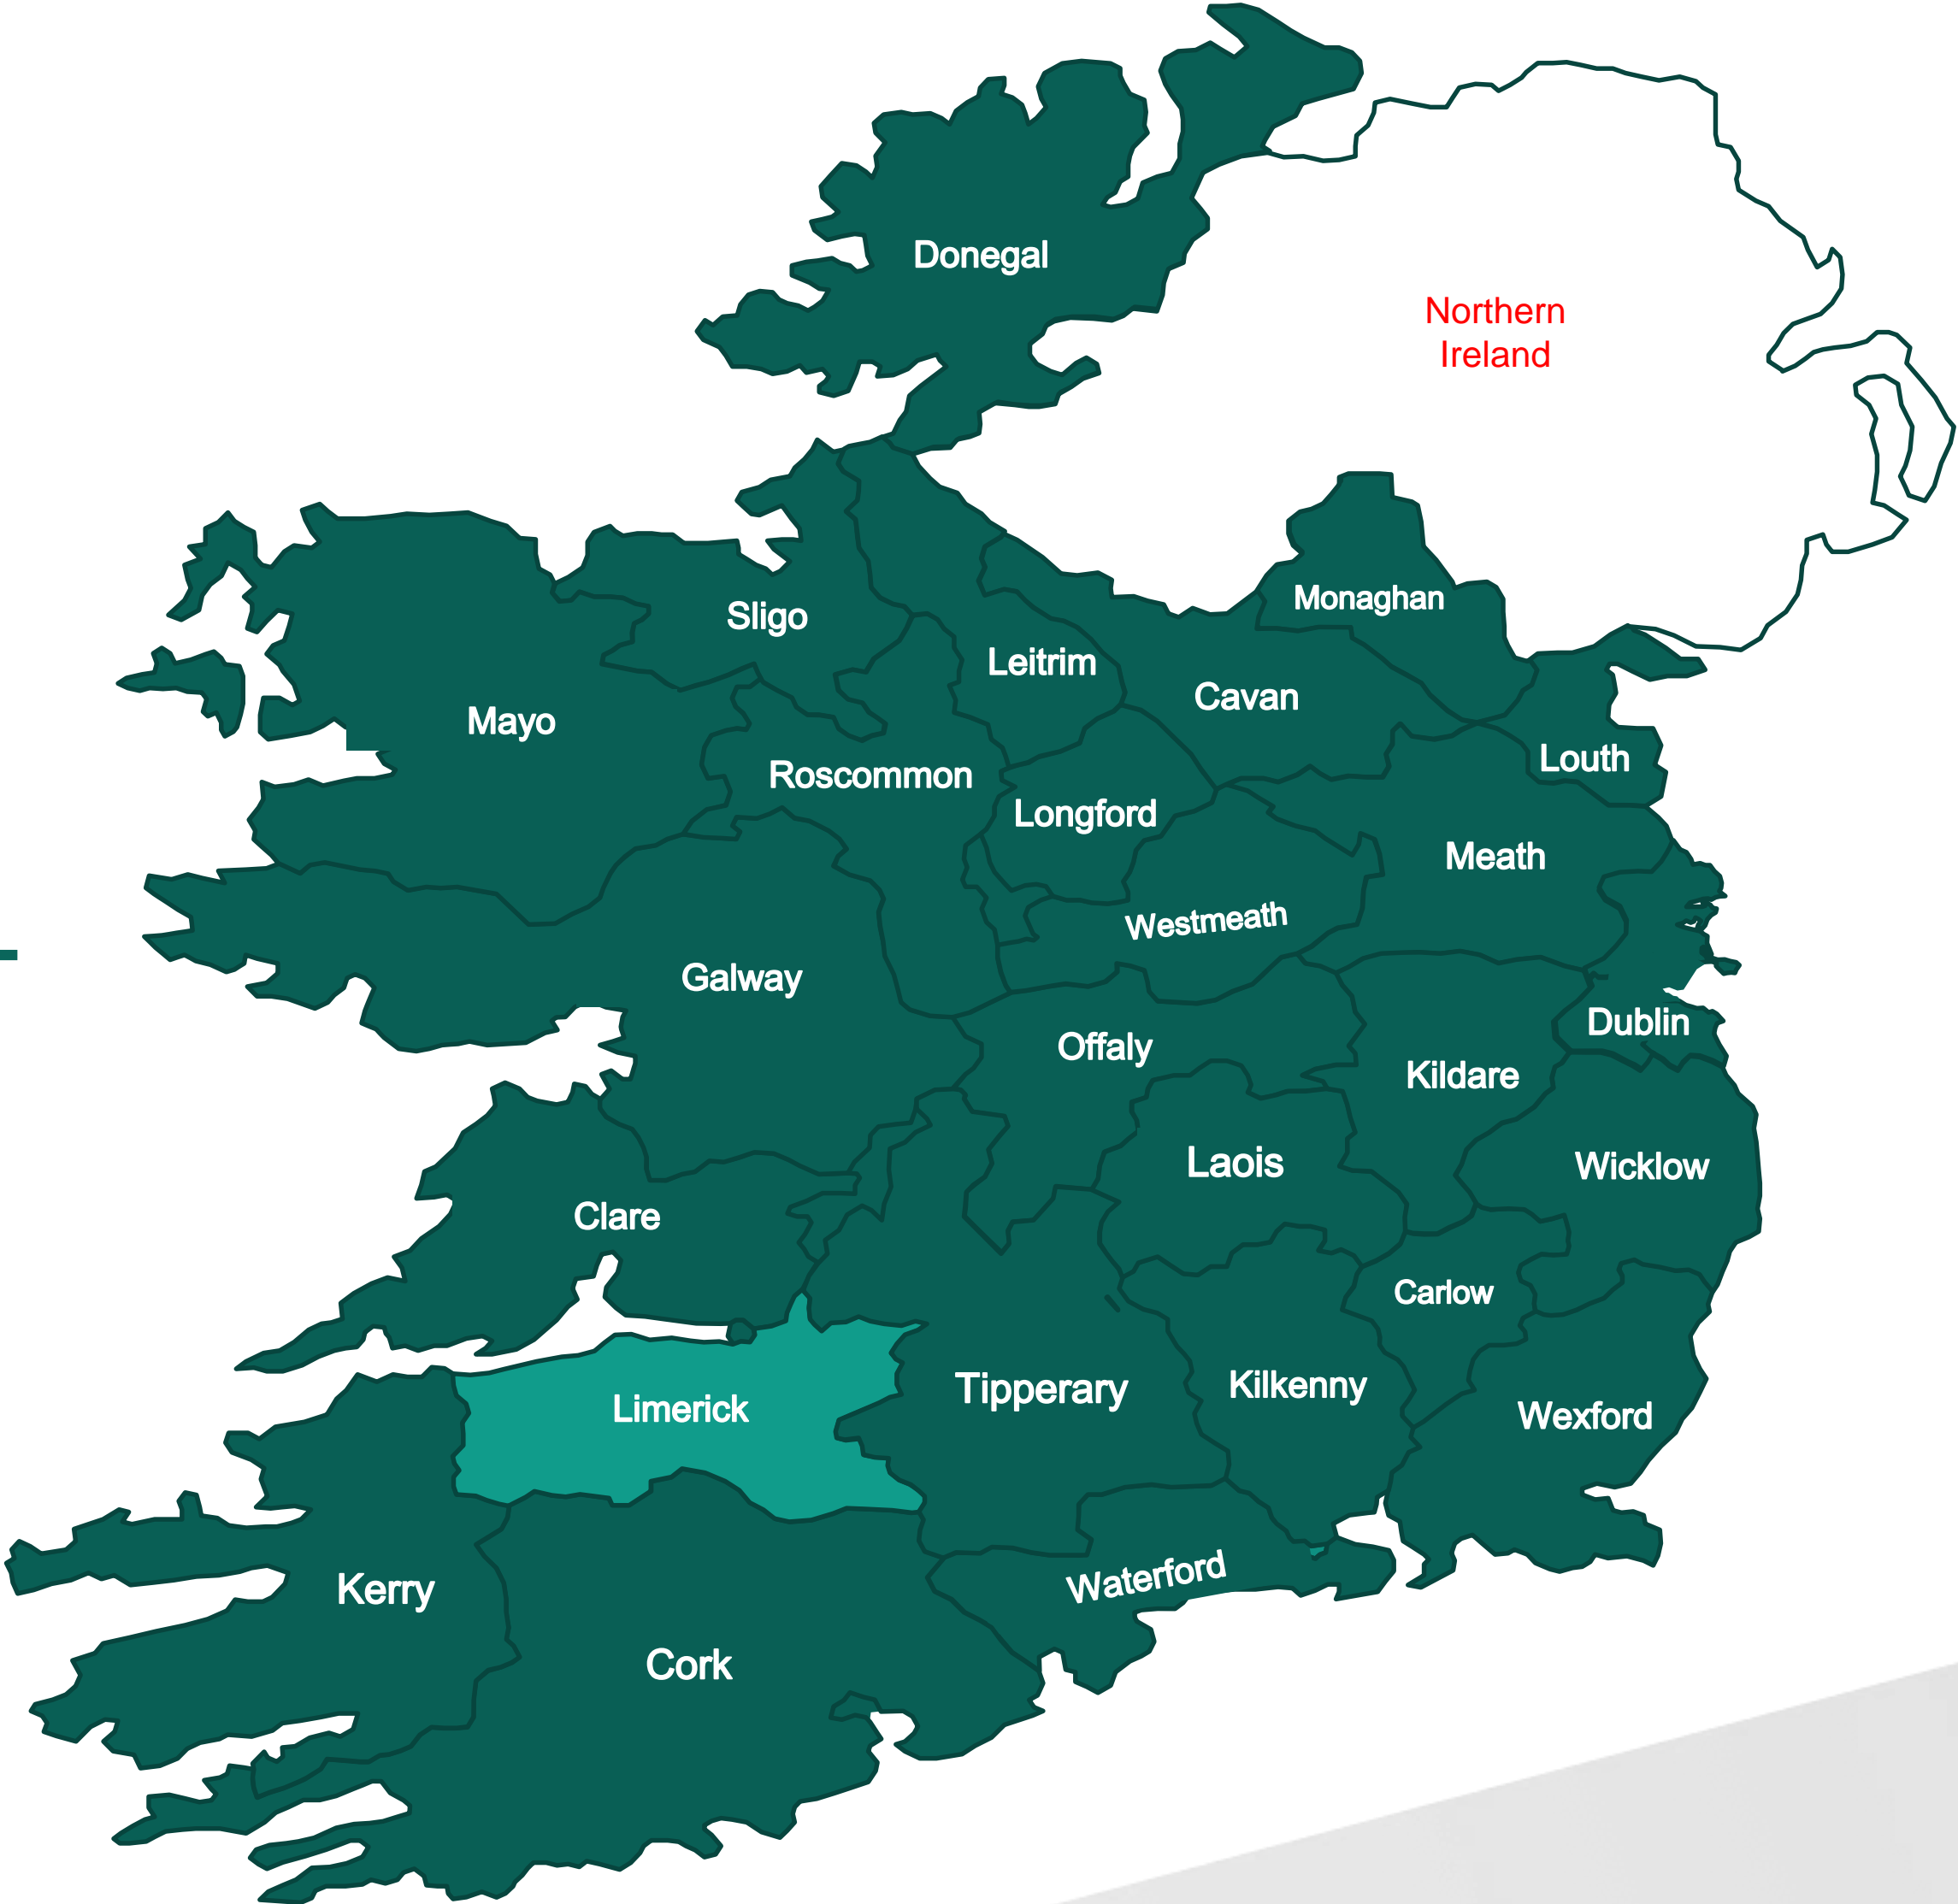 Donegal
Northern
Ireland
Monaghan
Sligo
Leitrim
Cavan
Mayo
Louth
Roscommon
Longford
Meath
Westmeath
Galway
Dublin
Offaly
Kildare
Laois
Wicklow
Clare
Carlow
Kilkenny
Tipperary
Limerick
Wexford
Waterford
Kerry
Cork